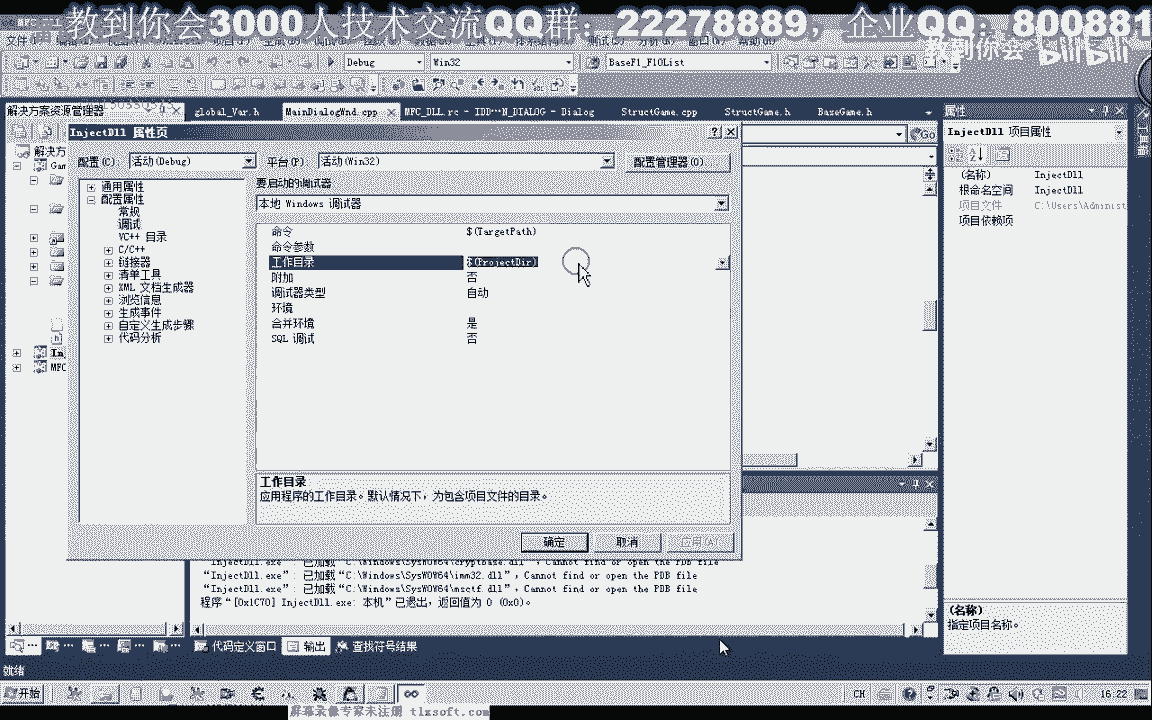 教到你会3000人技术交流QQ群：22278889，企业QQ：800881
教到你会 bilibili
Debug
Win32
BaseF1_F10List
解决方案资源管理器
global_Var.h
MainDialogWnd.cpp
MFC_DLL.rc - IDD···N_DIALOG - Dialog
StructGame.cpp
StructGame.h
BaseGame.h
属性
InjectDll 属性页
Go
InjectDll 项目属性
配置(C):
活动(Debug)
平台(P):
活动(Win32)
配置管理器(O)...
解决方
Gam
通用属性
配置属性
常规
调试
VC++ 目录
C/C++
链接器
清单工具
XML 文档生成器
浏览信息
生成事件
自定义生成步骤
代码分析
In
MFC
要启动的调试器
本地 Windows 调试器
命令 $(TargetPath)
命令参数
工作目录 $(ProjectDir)
附加 否
调试器类型 自动
环境
合并环境 是
SQL 调试 否
工作目录
应用程序的工作目录。默认情况下，为包含项目文件的目录。
确定
取消
应用(A)
(名称) InjectDll
根命名空间 InjectDll
项目文件 C:\Users\Administ
项目依赖项
(名称)
指定项目名称。
“InjectDll.exe”: 已加载“C:\Windows\SysWOW64\cryptbase.dll”，Cannot find or open the PDB file
“InjectDll.exe”: 已加载“C:\Windows\SysWOW64\imm32.dll”，Cannot find or open the PDB file
“InjectDll.exe”: 已加载“C:\Windows\SysWOW64\msctf.dll”，Cannot find or open the PDB file
程序“[0x1C70] InjectDll.exe: 本机”已退出，返回值为 0 (0x0)。
代码定义窗口
输出
查找符号结果
就绪
开始
CH
16:22
屏幕录像专家未注册 tlxsoft.com